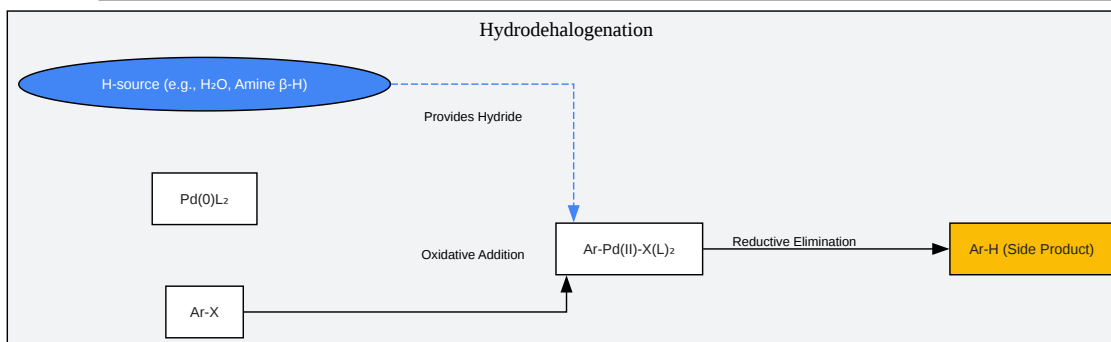 Hydrodehalogenation
H-source (e.g., H₂O, Amine β-H)
Provides Hydride
Pd(0)L₂
Oxidative Addition
Ar-Pd(II)-X(L)₂
Reductive Elimination
Ar-H (Side Product)
Ar-X